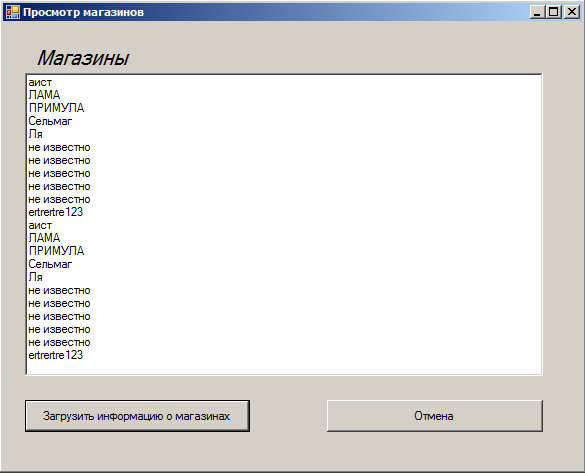 Просмотр магазинов
Магазины
аист
ЛАМА
ПРИМУЛА
Сельмаг
Ля
не известно
не известно
не известно
не известно
не известно
ertrertre123
аист
ЛАМА
ПРИМУЛА
Сельмаг
Ля
не известно
не известно
не известно
не известно
не известно
ertrertre123
Загрузить информацию о магазинах
Отмена